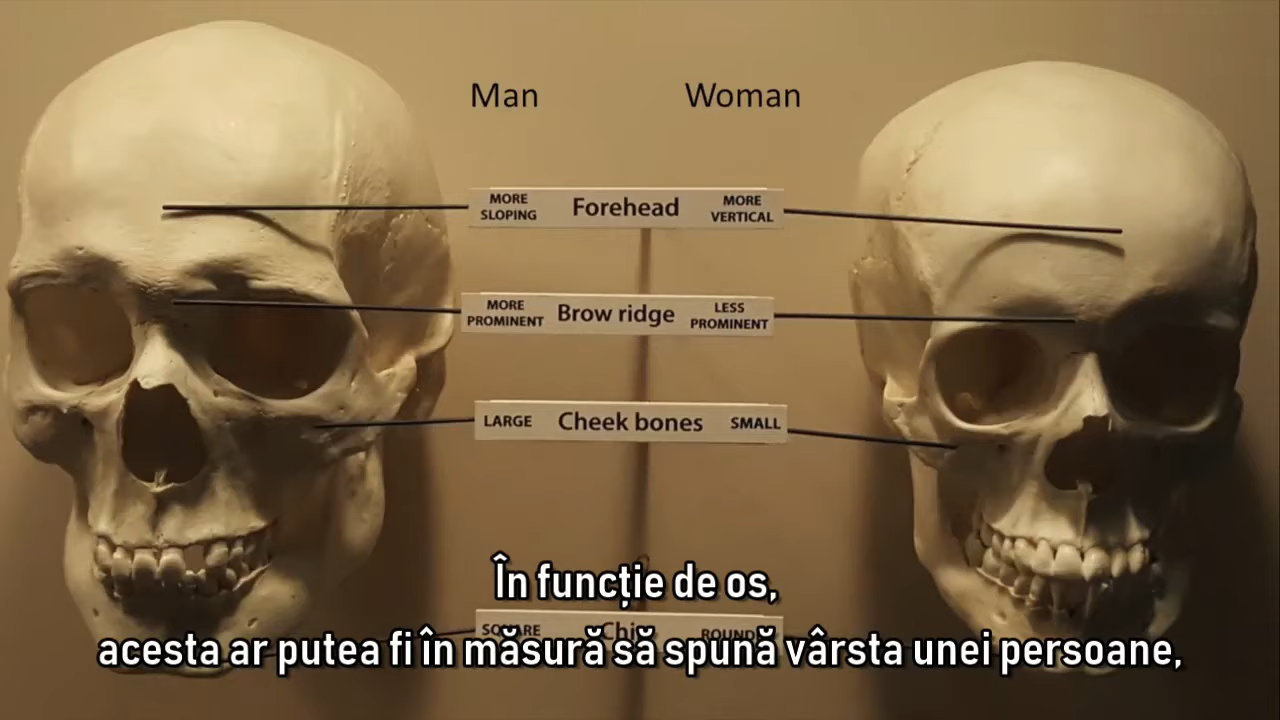 Man
Woman
MORE SLOPING
Forehead
MORE VERTICAL
MORE PROMINENT
Brow ridge
LESS PROMINENT
LARGE
Cheek bones
SMALL
În funcție de os,
SQUARE
acesta ar putea fi în măsură să spună vârsta unei persoane,